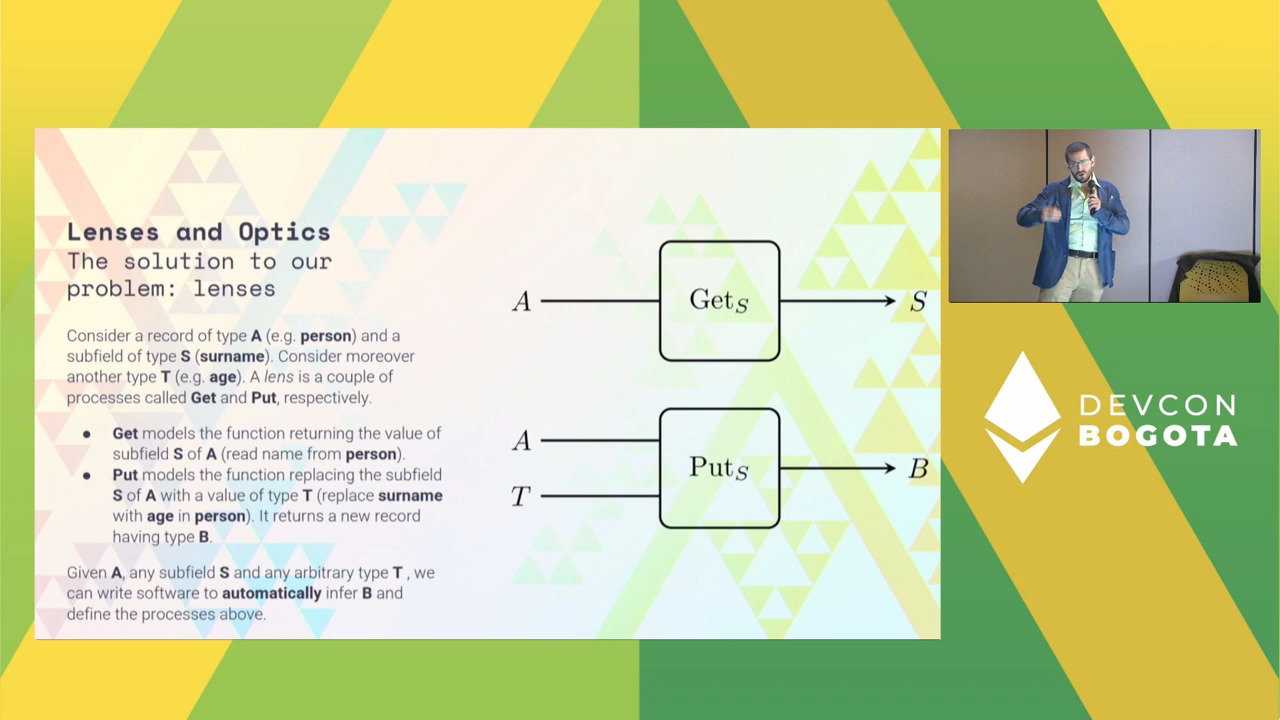 Lenses and Optics
The solution to our
problem: lenses
Consider a record of type A (e.g. person) and a
subfield of type S (surname). Consider moreover
another type T (e.g. age). A lens is a couple of
processes called Get and Put, respectively.
● Get models the function returning the value of
subfield S of A (read name from person).
● Put models the function replacing the subfield
S of A with a value of type T (replace surname
with age in person). It returns a new record
having type B.
Given A, any subfield S and any arbitrary type T , we
can write software to automatically infer B and
define the processes above.
A GetS S
A
PutS B
T
DEVCON
BOGOTA